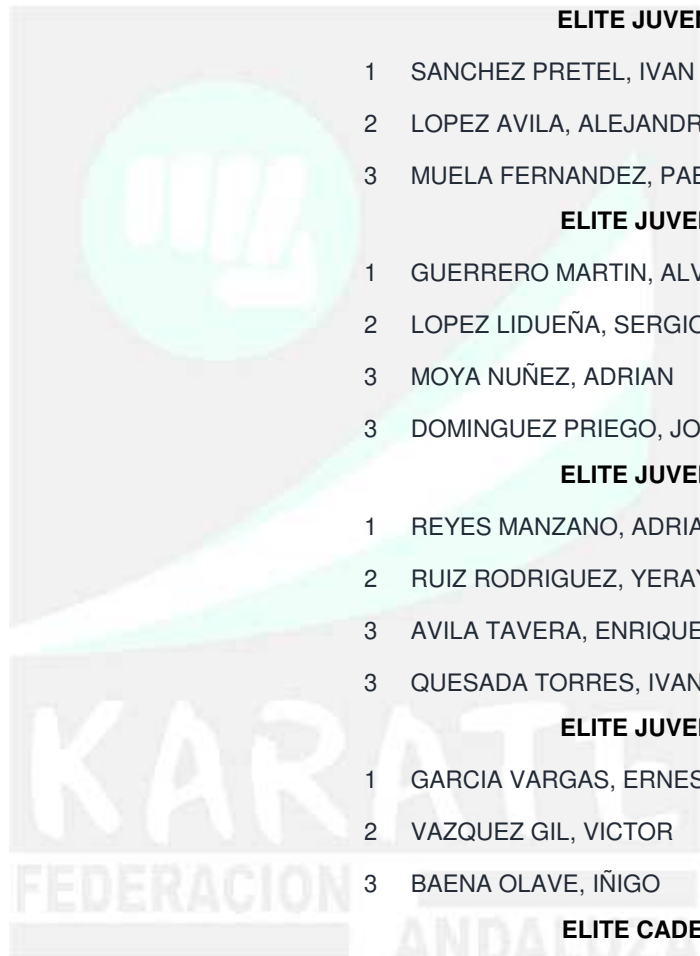 ELITE JUVE
1 SANCHEZ PRETEL, IVAN
2 LOPEZ AVILA, ALEJANDR
3 MUELA FERNANDEZ, PA
ELITE JUVE
1 GUERRERO MARTIN, AL
2 LOPEZ LIDUEÑA, SERGIO
3 MOYA NUÑEZ, ADRIAN
3 DOMINGUEZ PRIEGO, JO
ELITE JUVE
1 REYES MANZANO, ADRIA
2 RUIZ RODRIGUEZ, YERAY
3 AVILA TAVERA, ENRIQUE
3 QUESADA TORRES, IVAN
ELITE JUVE
1 GARCIA VARGAS, ERNES
2 VAZQUEZ GIL, VICTOR
3 BAENA OLAVE, IÑIGO
ELITE CADE
KARATE
FEDERACION
ANDALUZA